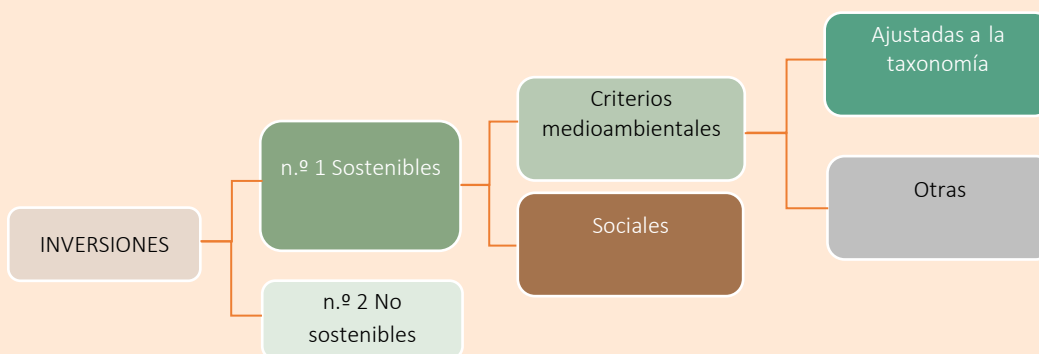 Ajustadas a la
taxonomía
Criterios
medioambientales
n.º 1 Sostenibles
Otras
Sociales
INVERSIONES
n.º 2 No
sostenibles